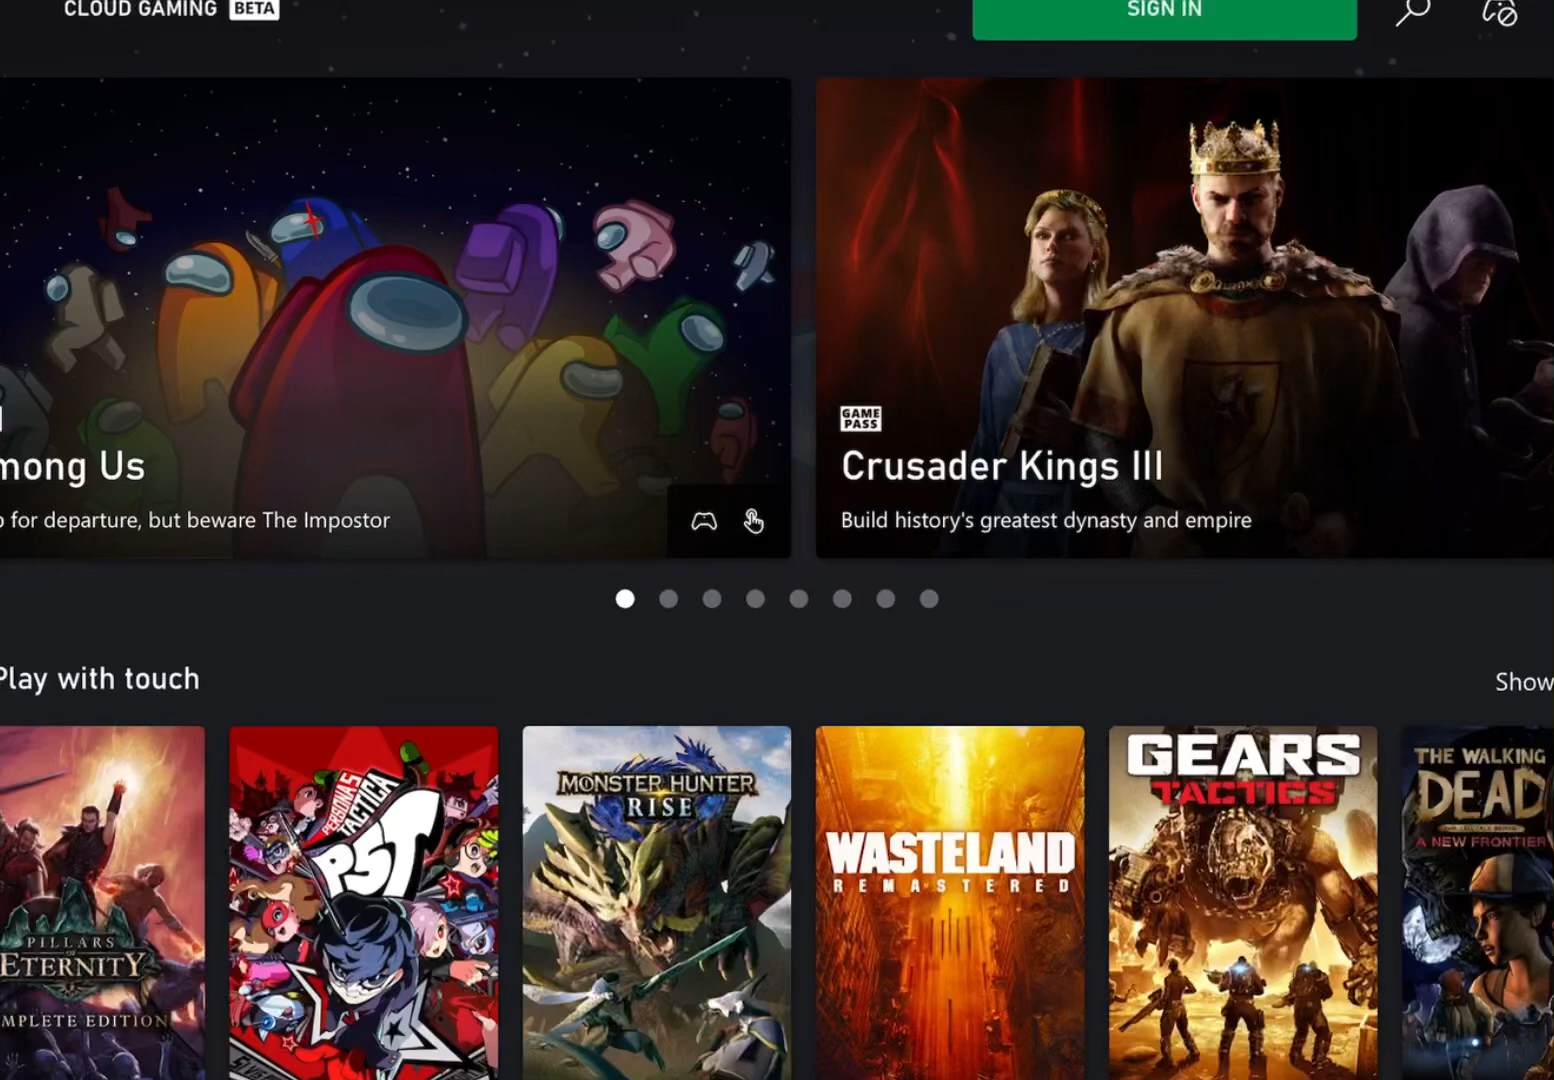 CLOUD GAMING BETA
SIGN IN
mong Us
for departure, but beware The Impostor
GAME
PASS
Crusader Kings III
Build history's greatest dynasty and empire
Play with touch
Show
PILLARS
OF
ETERNITY
MPLETE EDITION
PERSONA5
TACTICA
P5T
MONSTER HUNTER
RISE
WASTELAND
REMASTERED
GEARS
TACTICS
THE WALKING
DEAD
A NEW FRONTIER